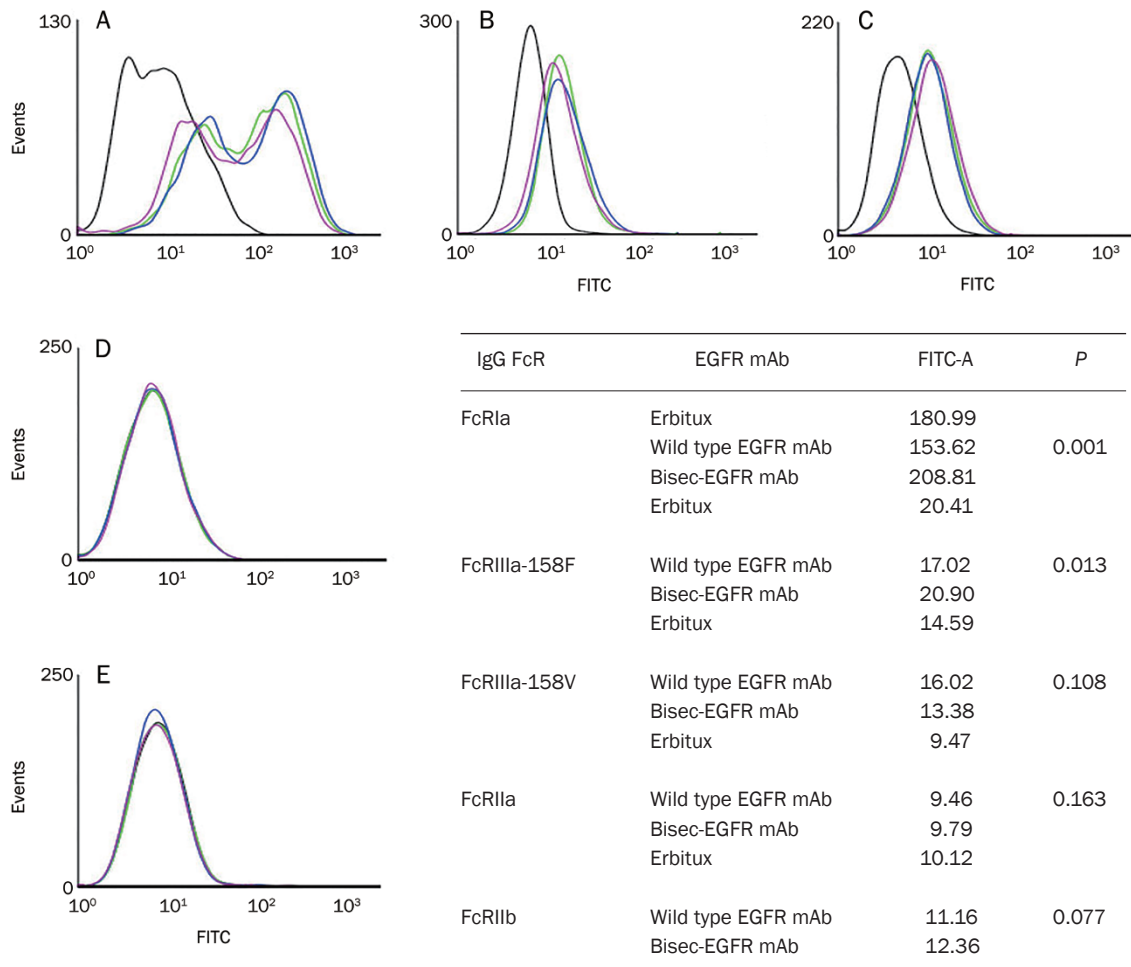 A
130
Events
0
10⁰ 10¹ 10² 10³
B
300
0
10⁰ 10¹ 10² 10³
FITC
C
220
0
10⁰ 10¹ 10² 10³
FITC
D
250
Events
0
10⁰ 10¹ 10² 10³
E
250
Events
0
10⁰ 10¹ 10² 10³
FITC
IgG FcR EGFR mAb FITC-A P
FcRIa Erbitux 180.99
Wild type EGFR mAb 153.62 0.001
Bisec-EGFR mAb 208.81
Erbitux 20.41
FcRIIIa-158F Wild type EGFR mAb 17.02 0.013
Bisec-EGFR mAb 20.90
Erbitux 14.59
FcRIIIa-158V Wild type EGFR mAb 16.02 0.108
Bisec-EGFR mAb 13.38
Erbitux 9.47
FcRIIa Wild type EGFR mAb 9.46 0.163
Bisec-EGFR mAb 9.79
Erbitux 10.12
FcRIIb Wild type EGFR mAb 11.16 0.077
Bisec-EGFR mAb 12.36